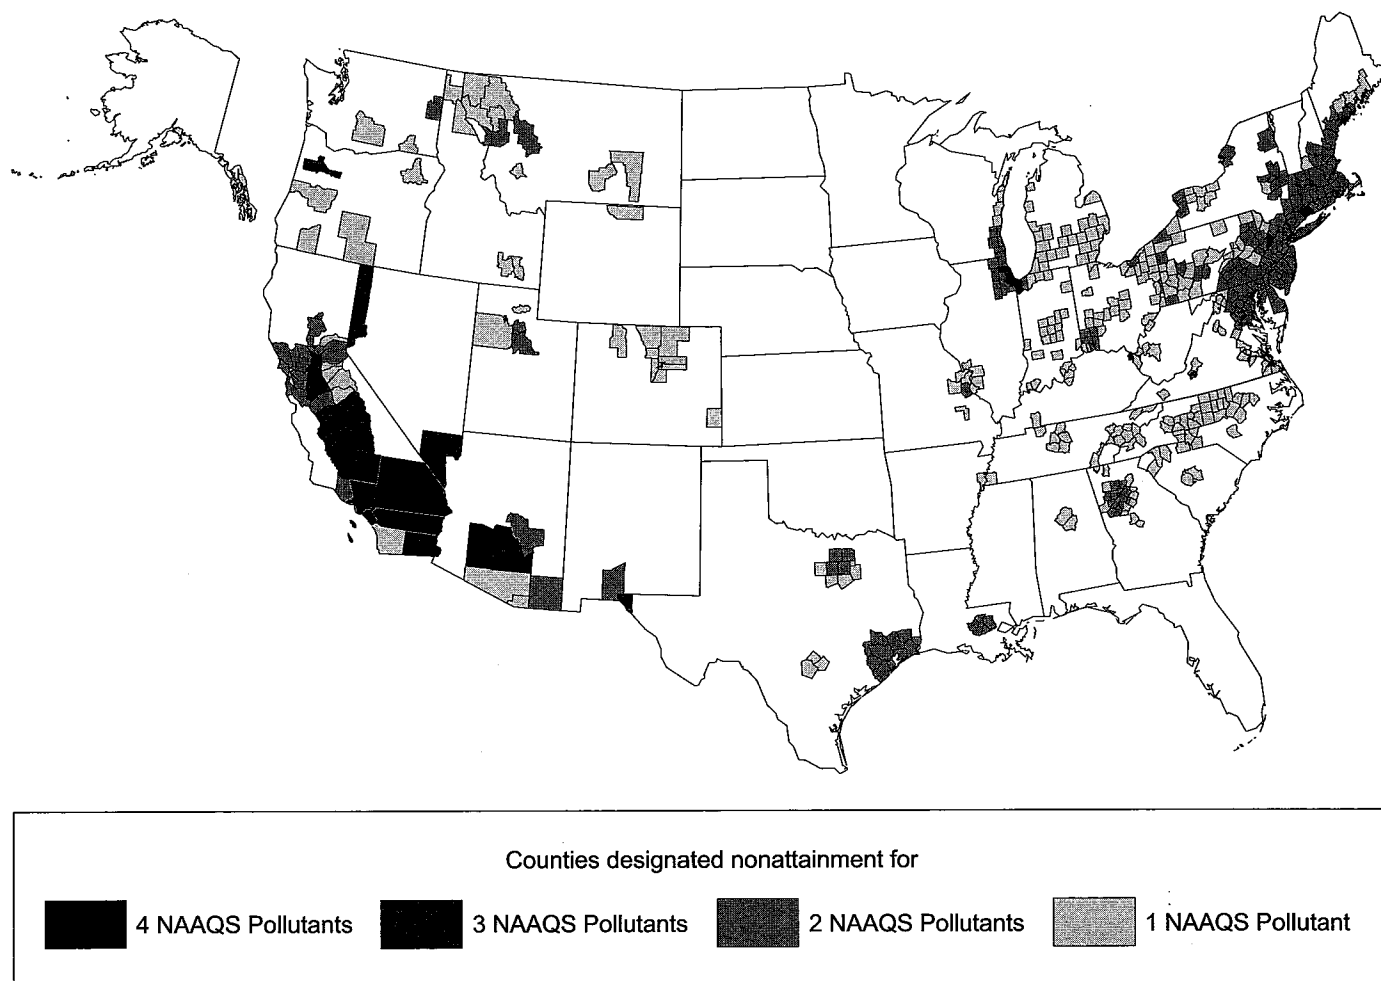 Counties designated nonattainment for
4 NAAQS Pollutants
3 NAAQS Pollutants
2 NAAQS Pollutants
1 NAAQS Pollutant